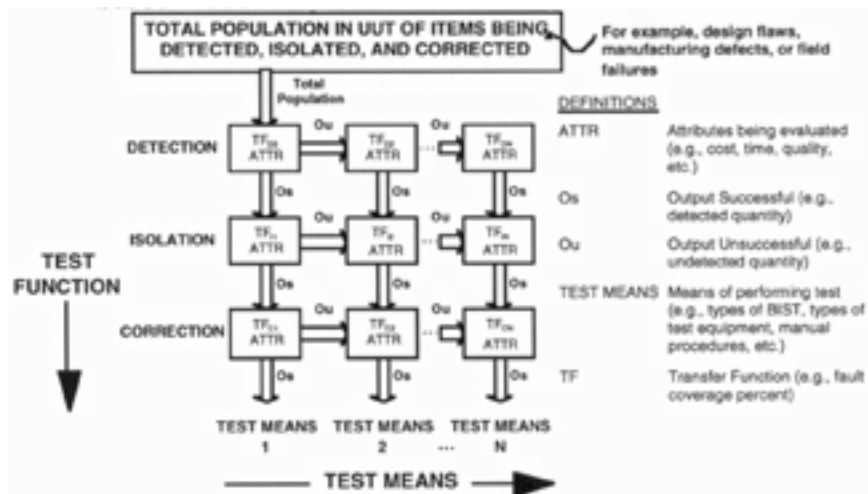 TOTAL POPULATION IN UUT OF ITEMS BEING
DETECTED, ISOLATED, AND CORRECTED
For example, design flaws,
manufacturing defects, or field
failures
Total
Population
DETECTION
Ou
Ou
ATTR
ATTR
...
ATTR
Os
Os
Os
ISOLATION
Ou
Ou
ATTR
ATTR
...
ATTR
Os
Os
Os
CORRECTION
Ou
Ou
ATTR
ATTR
...
ATTR
Os
Os
Os
TEST MEANS
1
TEST MEANS
2
...
TEST MEANS
N
TEST
FUNCTION
TEST MEANS
DEFINITIONS
ATTR Attributes being evaluated
(e.g., cost, time, quality,
etc.)
Os Output Successful (e.g.,
detected quantity)
Ou Output Unsuccessful (e.g.,
undetected quantity)
TEST MEANS Means of performing test
(e.g., types of BIST, types of
test equipment, manual
procedures, etc.)
TF Transfer Function (e.g., fault
coverage percent)